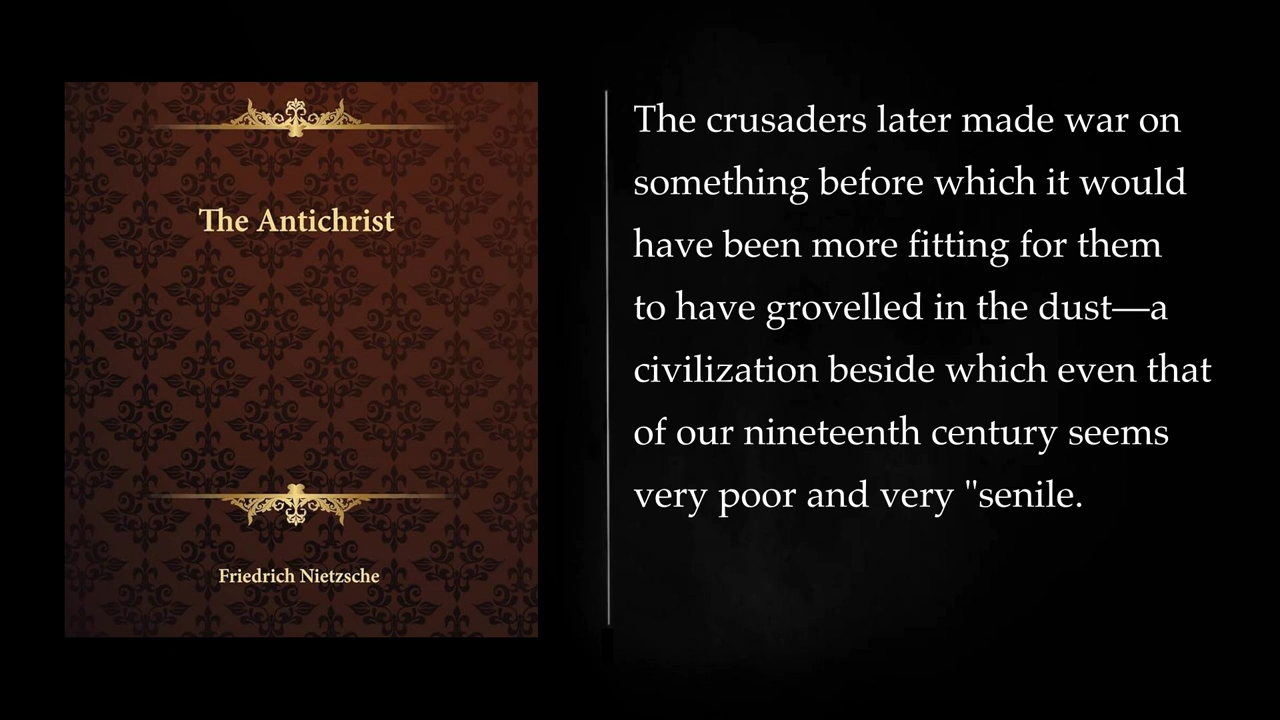 The Antichrist
Friedrich Nietzsche
The crusaders later made war on
something before which it would
have been more fitting for them
to have grovelled in the dust—a
civilization beside which even that
of our nineteenth century seems
very poor and very "senile.